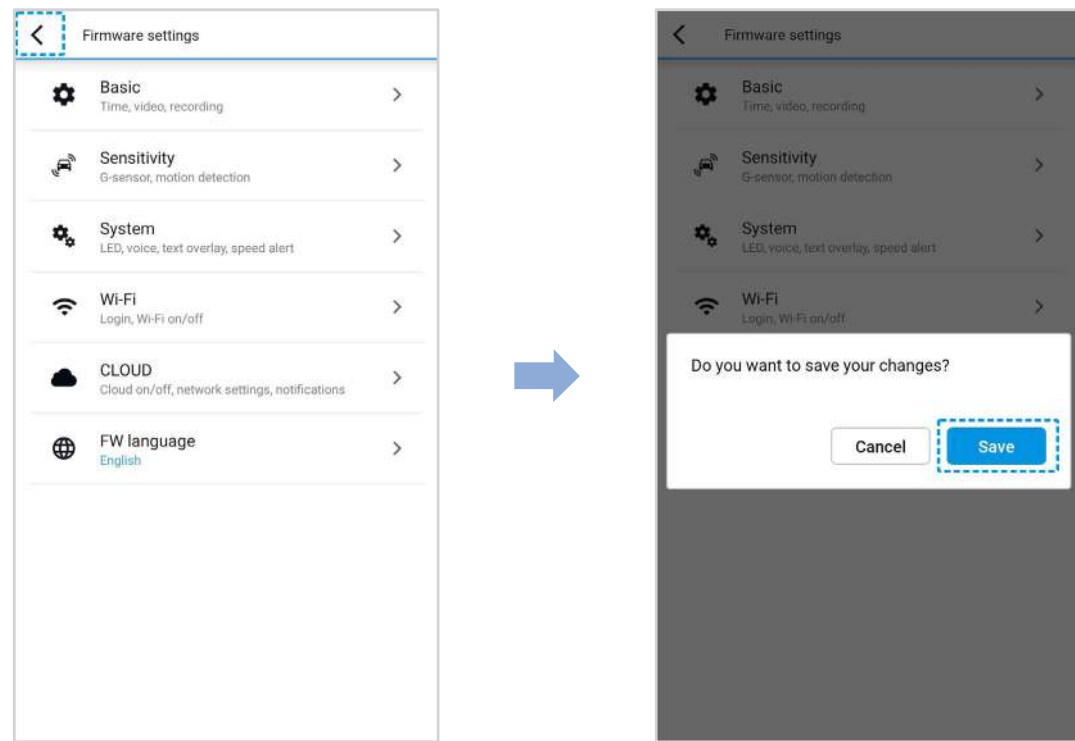 Firmware settings
Basic
Time, video, recording
Sensitivity
G-sensor, motion detection
System
LED, voice, text overlay, speed alert
Wi-Fi
Login, Wi-Fi on/off
CLOUD
Cloud on/off, network settings, notifications
FW language
English
Firmware settings
Basic
Time, video, recording
Sensitivity
G-sensor, motion detection
System
LED, voice, text overlay, speed alert
Wi-Fi
Login, Wi-Fi on/off
Do you want to save your changes?
Cancel Save